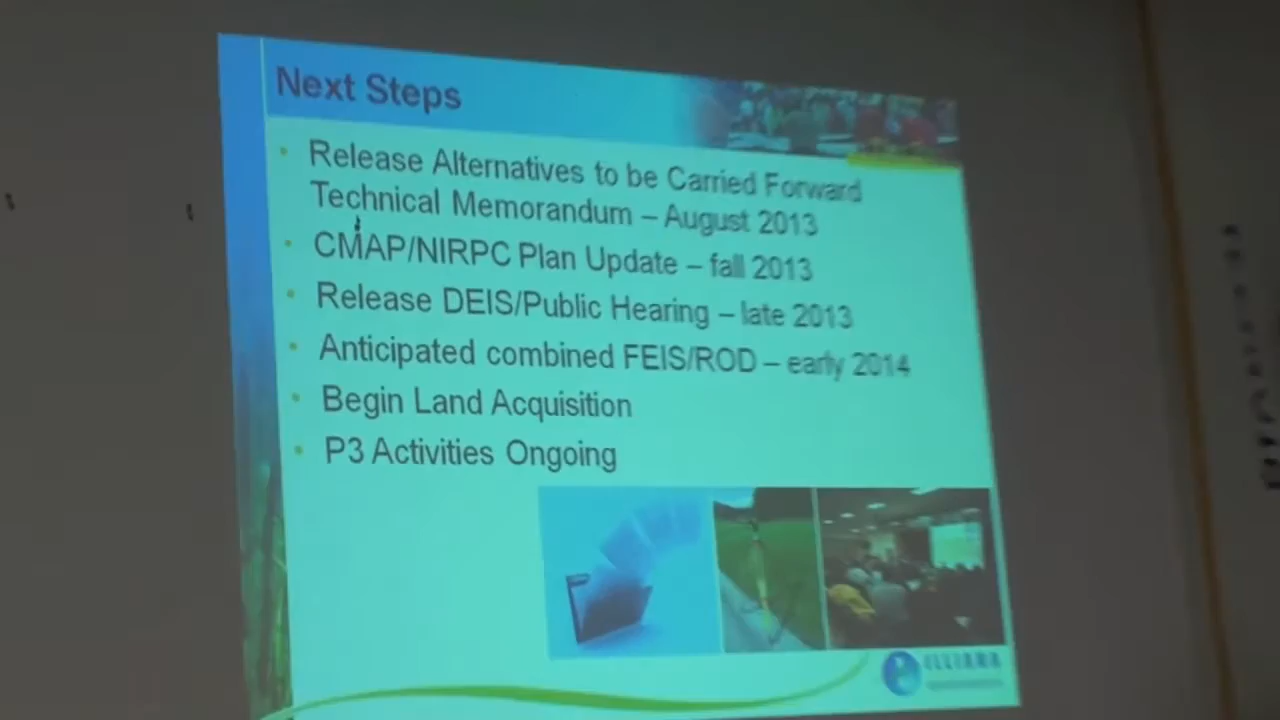 Next Steps
Release Alternatives to be Carried Forward
Technical Memorandum – August 2013
CMAP/NIRPC Plan Update – fall 2013
Release DEIS/Public Hearing – late 2013
Anticipated combined FEIS/ROD – early 2014
Begin Land Acquisition
P3 Activities Ongoing
ILLIANA